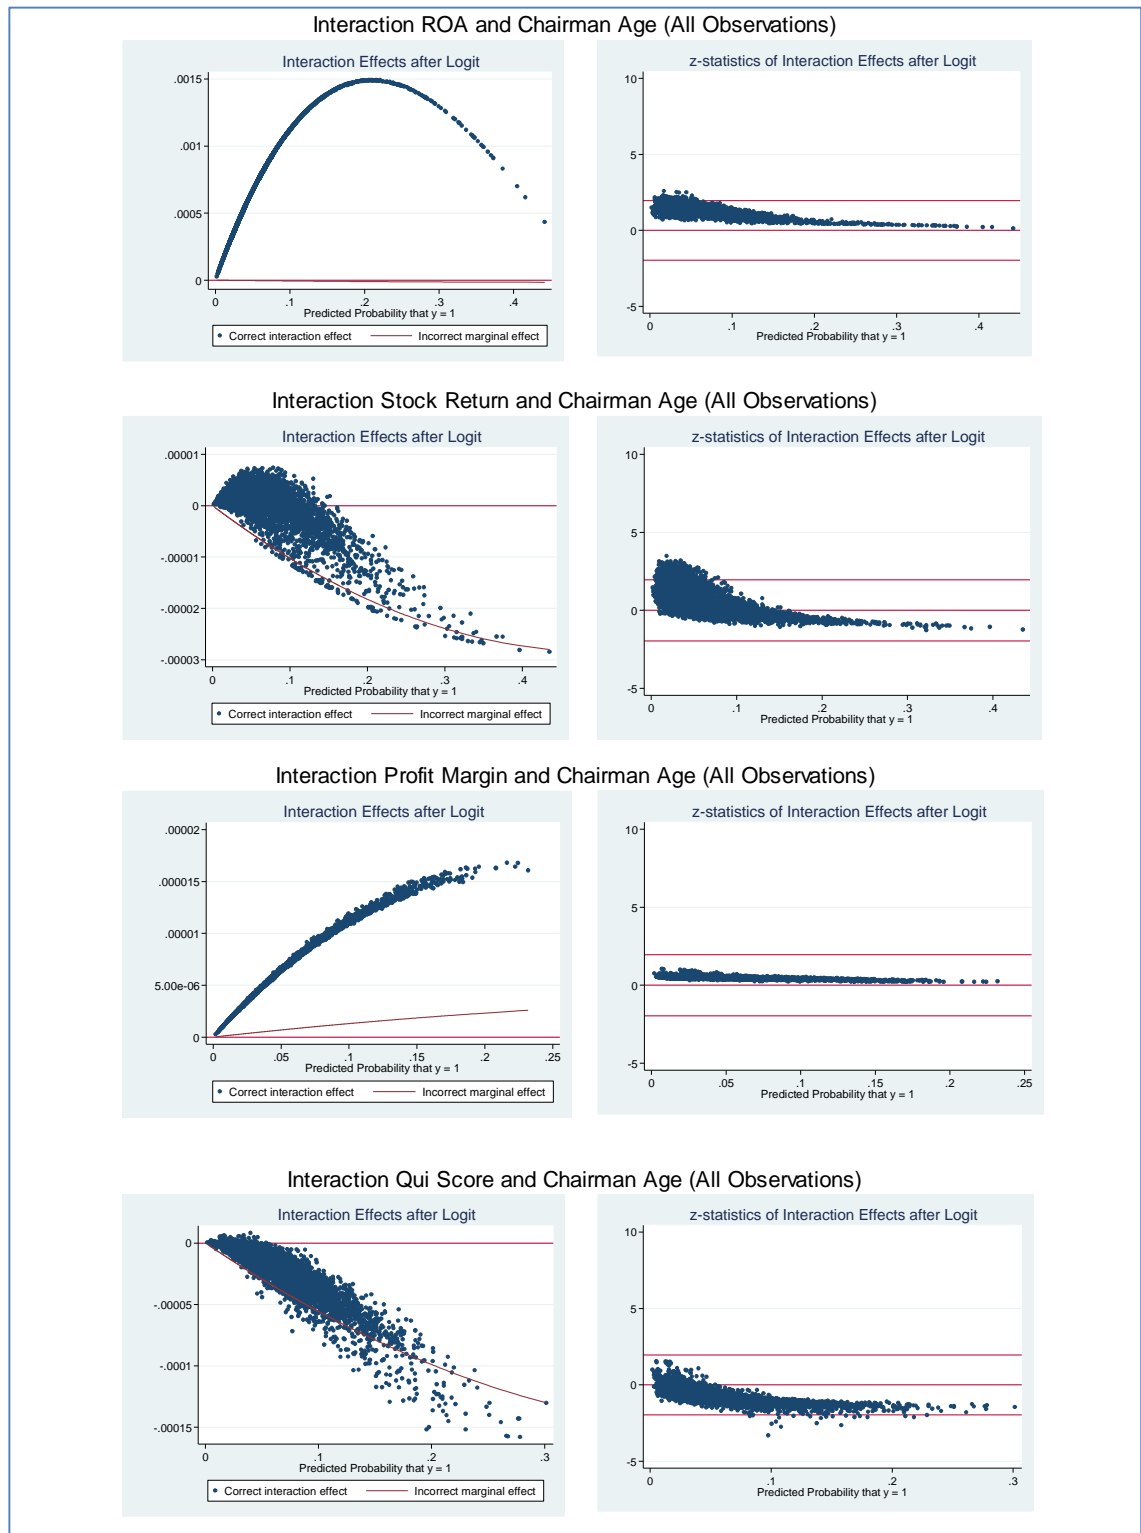 Interaction ROA and Chairman Age (All Observations)
Interaction Effects after Logit
.0015
.001
.0005
0
0 .1 .2 .3 .4
Predicted Probability that y = 1
Correct interaction effect Incorrect marginal effect
z-statistics of Interaction Effects after Logit
10
5
0
-5
0 .1 .2 .3 .4
Predicted Probability that y = 1
Interaction Stock Return and Chairman Age (All Observations)
Interaction Effects after Logit
.00001
0
-.00001
-.00002
-.00003
0 .1 .2 .3 .4
Predicted Probability that y = 1
Correct interaction effect Incorrect marginal effect
z-statistics of Interaction Effects after Logit
10
5
0
-5
0 .1 .2 .3 .4
Predicted Probability that y = 1
Interaction Profit Margin and Chairman Age (All Observations)
Interaction Effects after Logit
.00002
.000015
.00001
5.00e-06
0
0 .05 .1 .15 .2 .25
Predicted Probability that y = 1
Correct interaction effect Incorrect marginal effect
z-statistics of Interaction Effects after Logit
10
5
0
-5
0 .05 .1 .15 .2 .25
Predicted Probability that y = 1
Interaction Qui Score and Chairman Age (All Observations)
Interaction Effects after Logit
0
-.00005
-.0001
-.00015
0 .1 .2 .3
Predicted Probability that y = 1
Correct interaction effect Incorrect marginal effect
z-statistics of Interaction Effects after Logit
10
5
0
-5
0 .1 .2 .3
Predicted Probability that y = 1